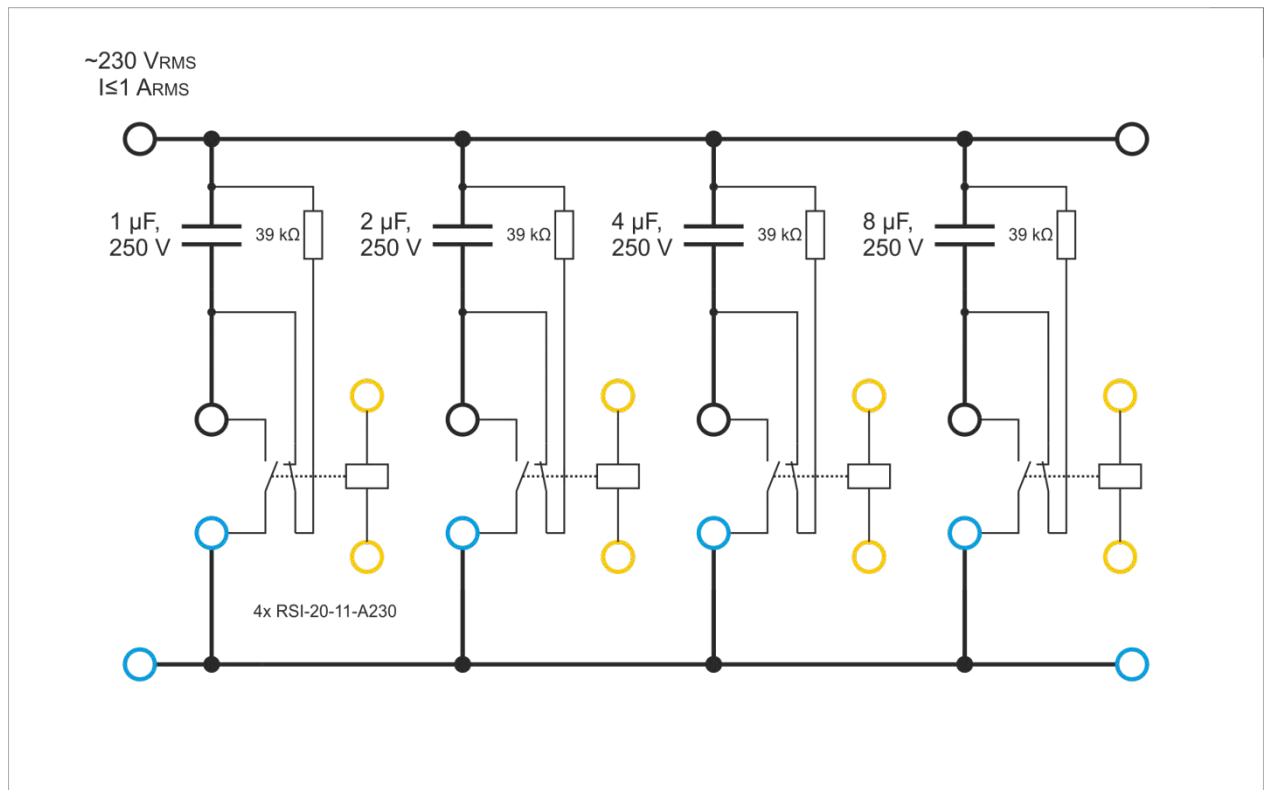 ~230 VRMS
I≤1 ARMS
1 µF,
250 V
39 kΩ
2 µF,
250 V
39 kΩ
4 µF,
250 V
39 kΩ
8 µF,
250 V
39 kΩ
4x RSI-20-11-A230